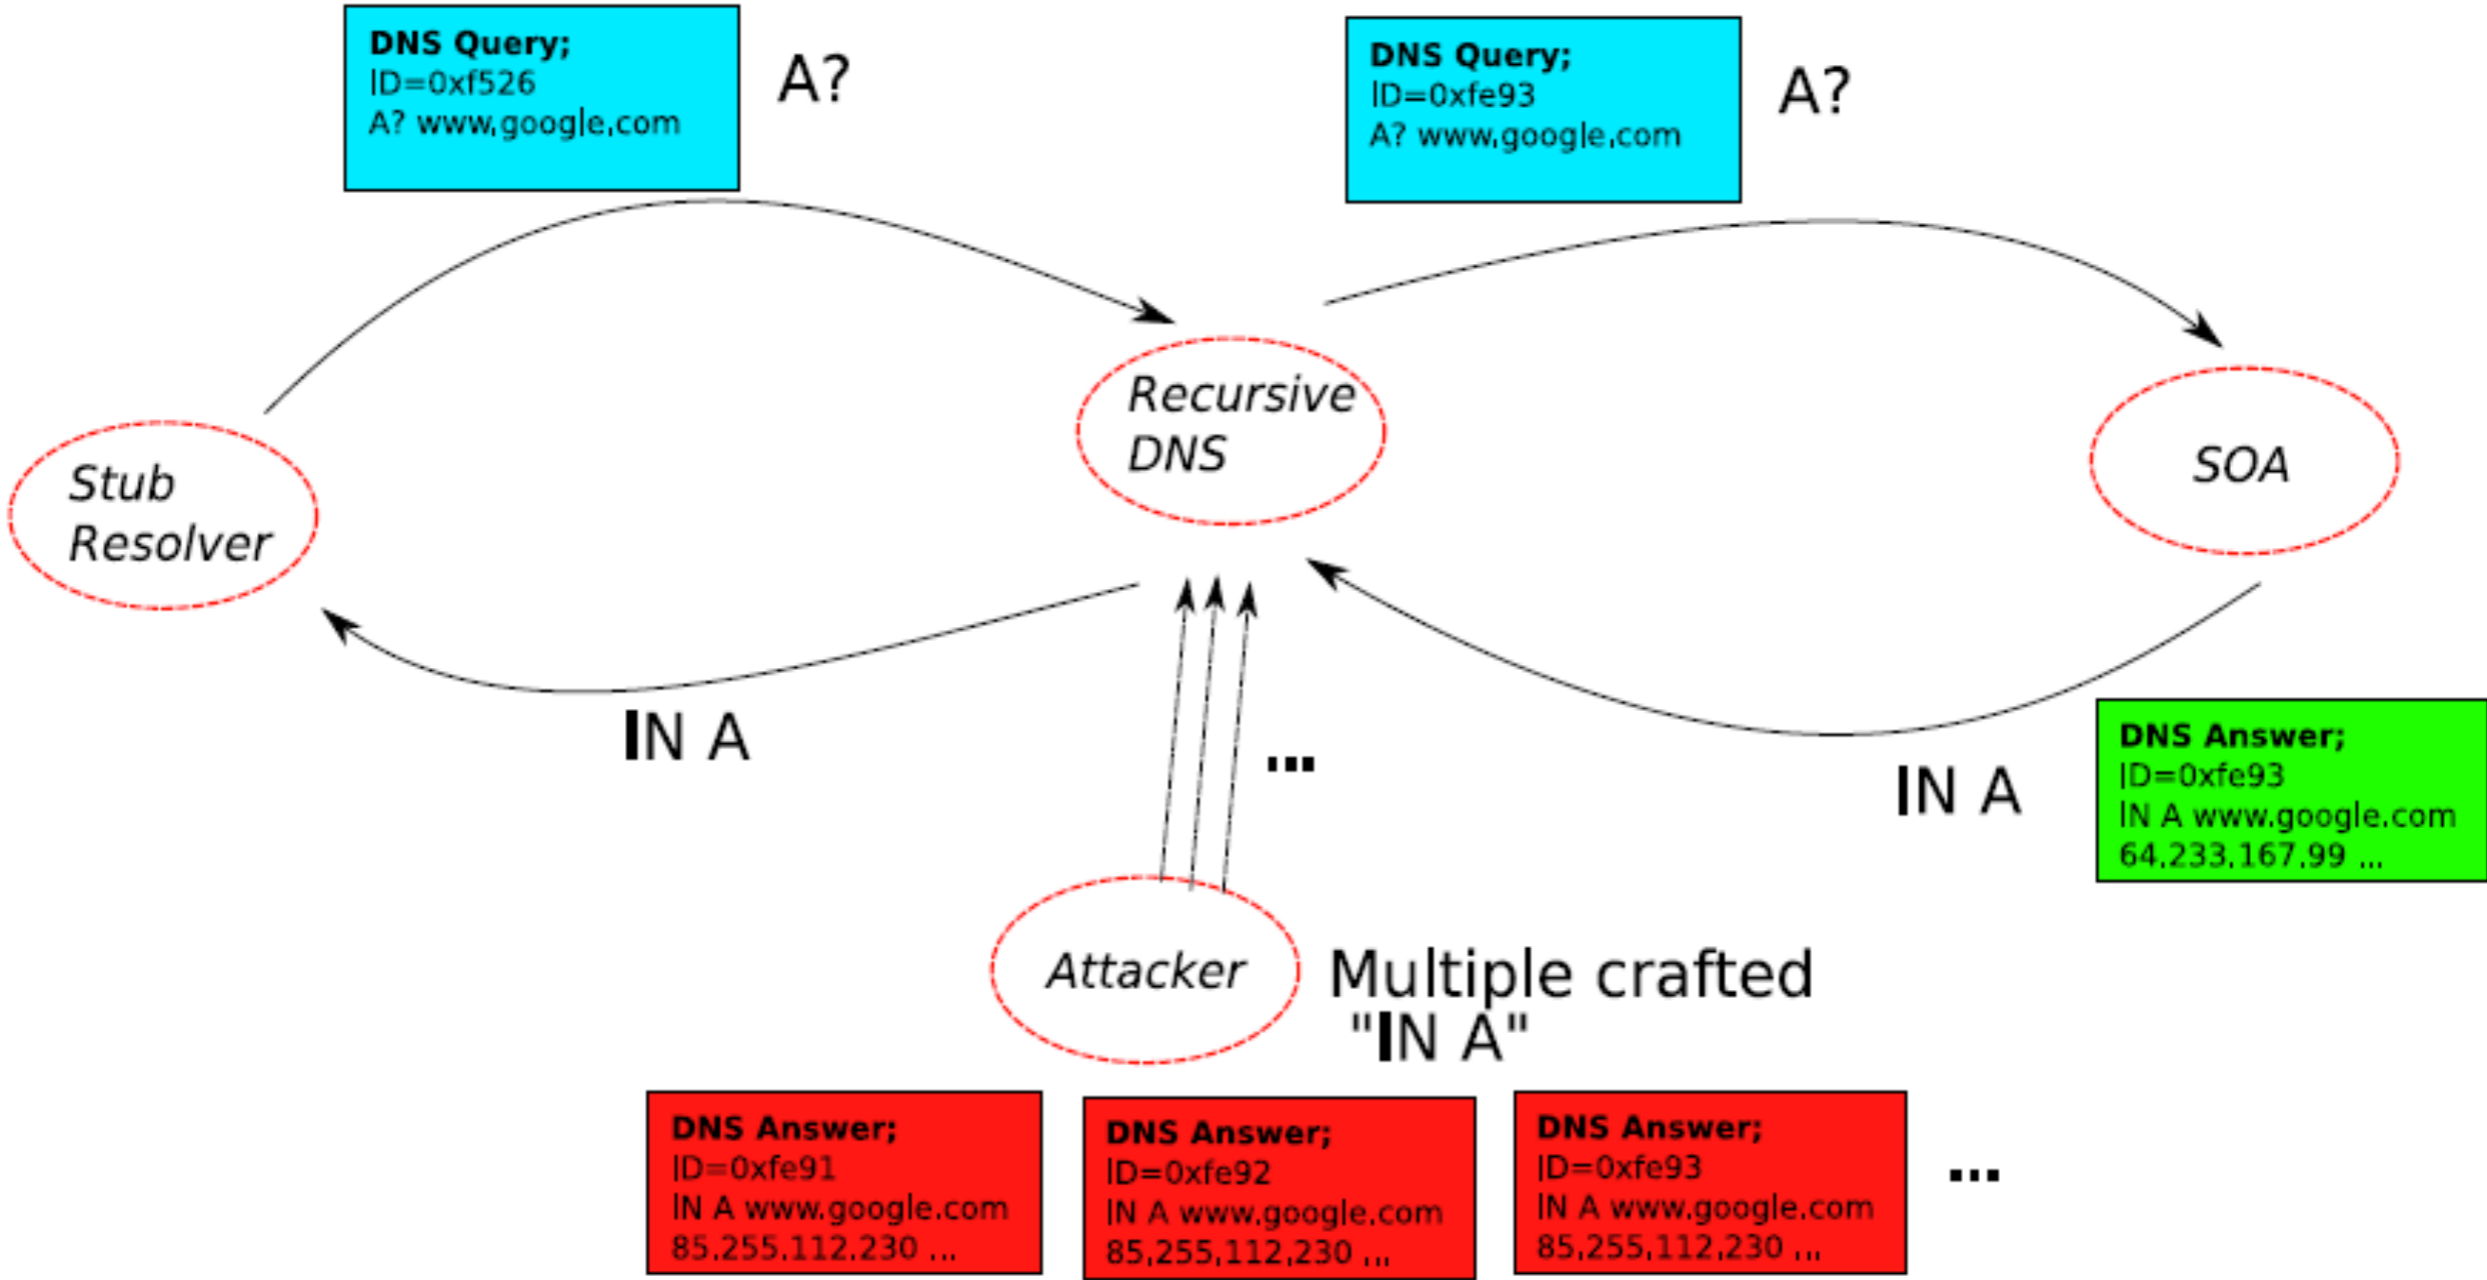 DNS Query;
ID=0xf526
A? www.google.com
A?
DNS Query;
ID=0xfe93
A? www.google.com
A?
Stub
Resolver
Recursive
DNS
SOA
IN A
...
IN A
DNS Answer;
ID=0xfe93
IN A www.google.com
64.233.167.99 ...
Attacker
Multiple crafted
"IN A"
DNS Answer;
ID=0xfe91
IN A www.google.com
85.255.112.230 ...
DNS Answer;
ID=0xfe92
IN A www.google.com
85.255.112.230 ...
DNS Answer;
ID=0xfe93
IN A www.google.com
85.255.112.230 ...
...